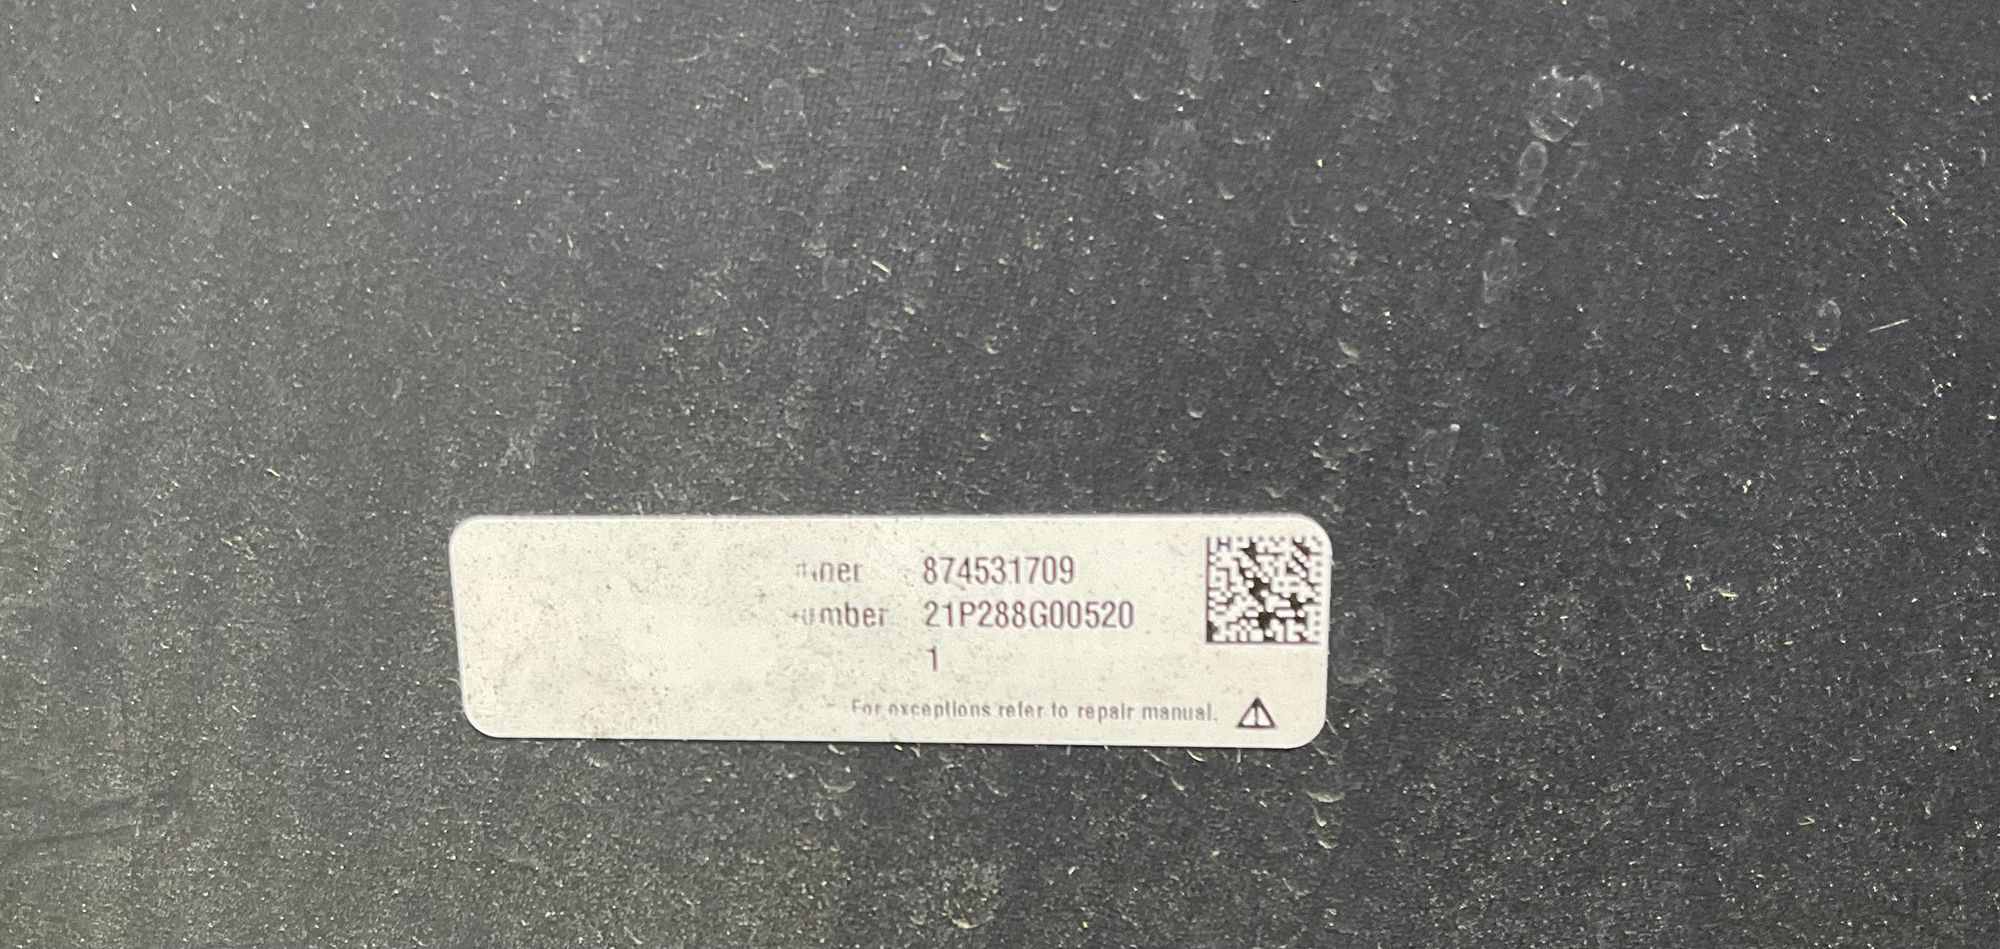 874531709
21P288G00520
1
For exceptions refer to repair manual.